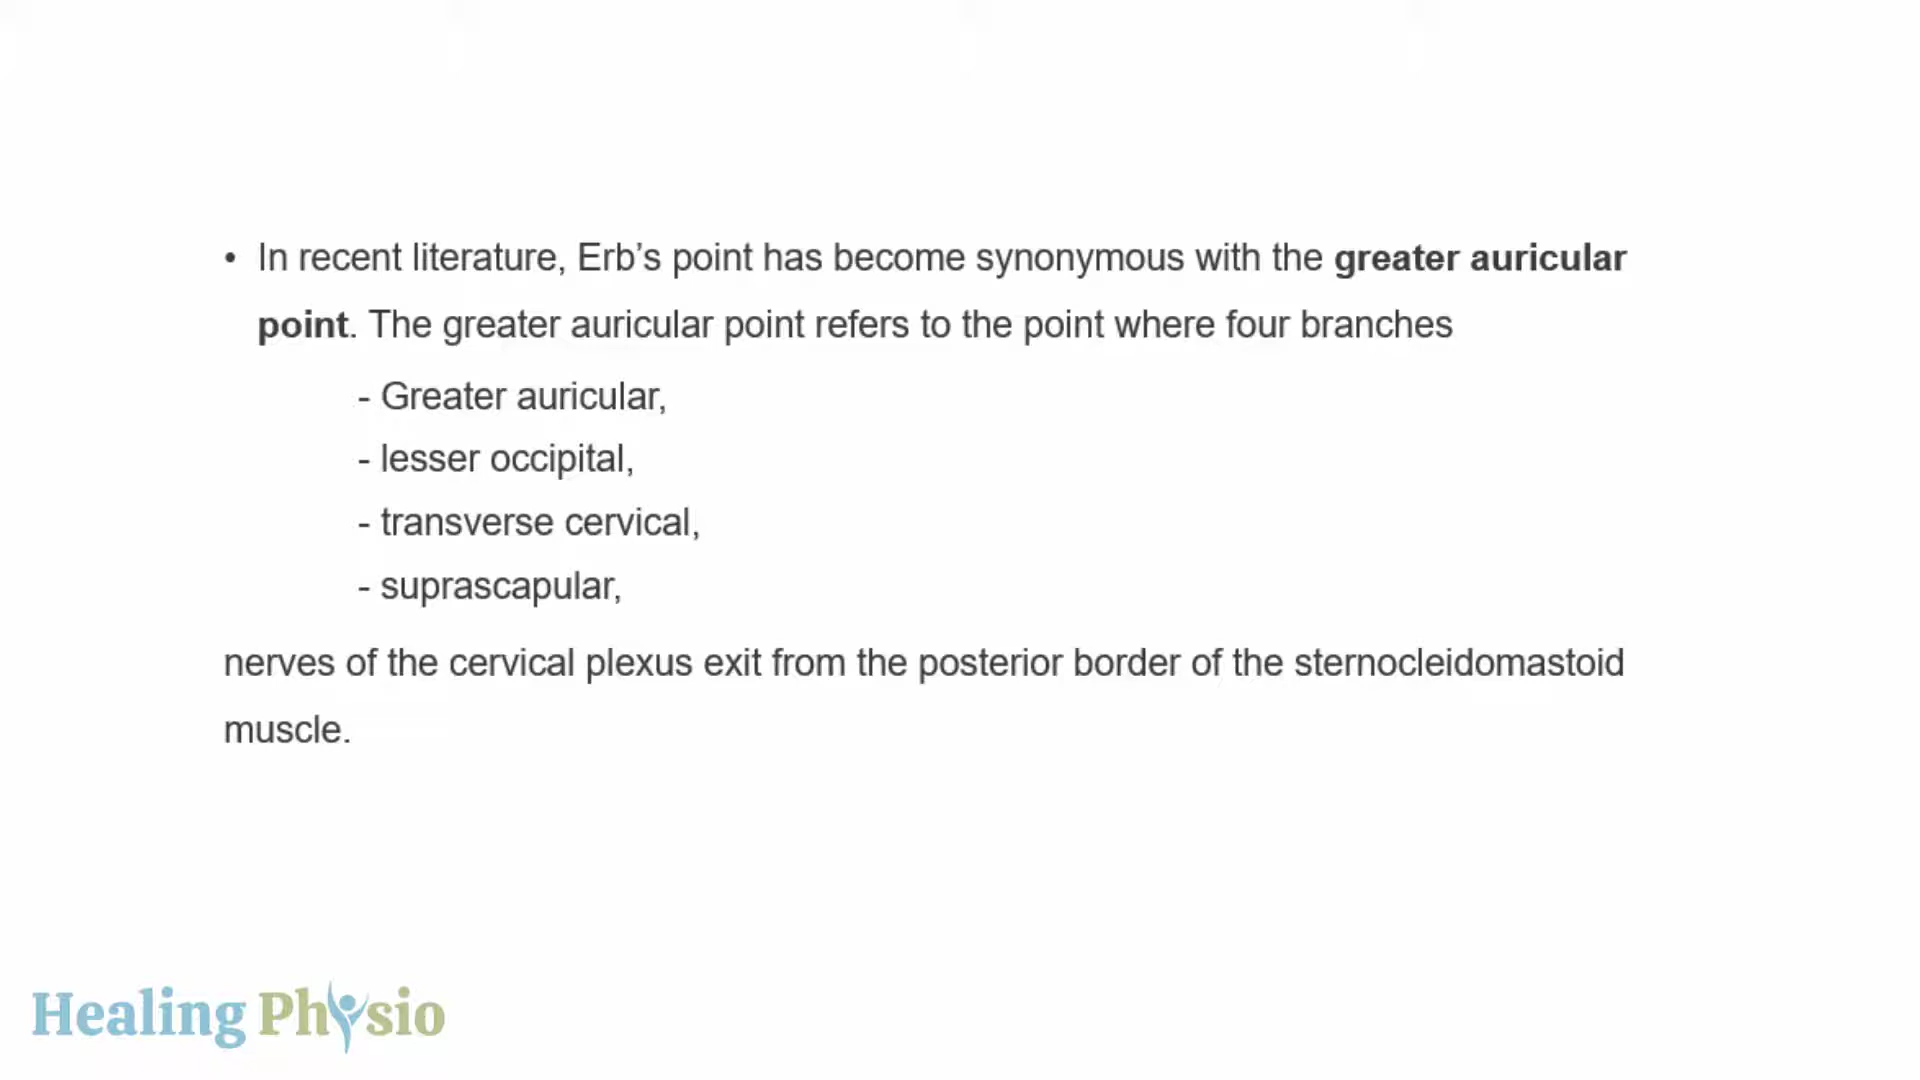 • In recent literature, Erb’s point has become synonymous with the greater auricular
point. The greater auricular point refers to the point where four branches
- Greater auricular,
- lesser occipital,
- transverse cervical,
- suprascapular,
nerves of the cervical plexus exit from the posterior border of the sternocleidomastoid
muscle.
Healing Physio